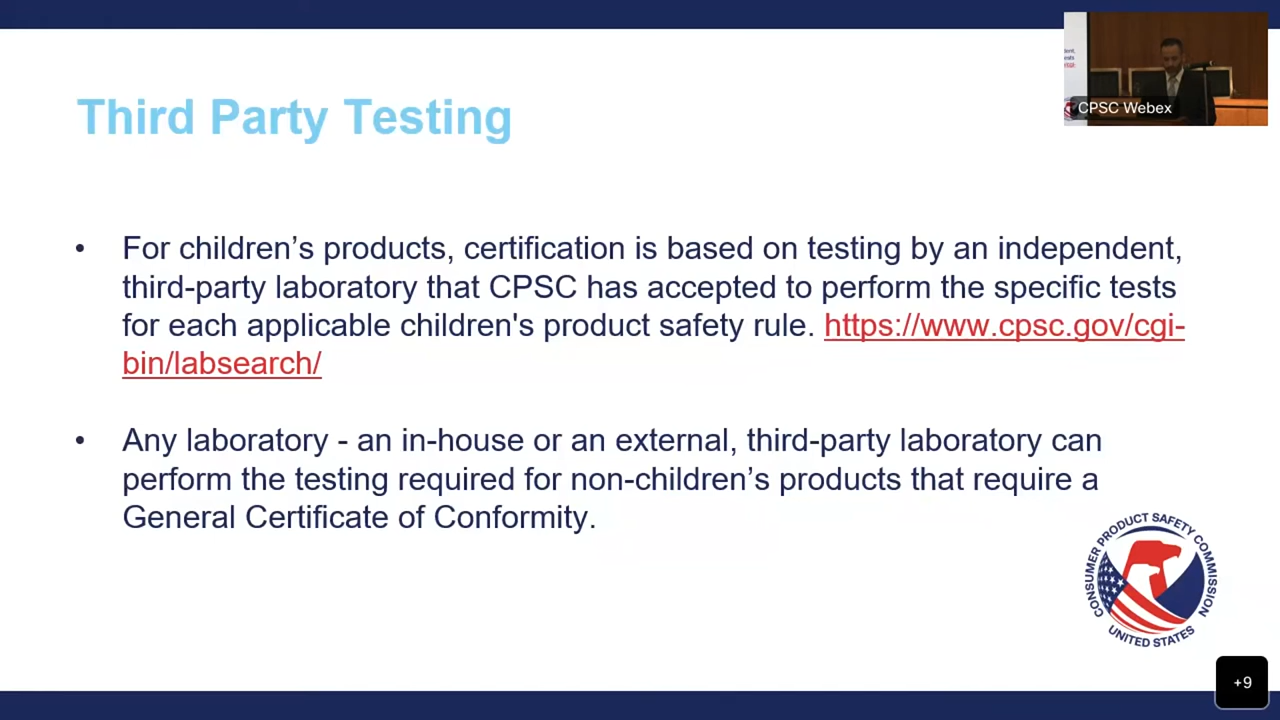 Third Party Testing
CPSC Webex
• For children’s products, certification is based on testing by an independent,
third-party laboratory that CPSC has accepted to perform the specific tests
for each applicable children's product safety rule. https://www.cpsc.gov/cgi-
bin/labsearch/
• Any laboratory - an in-house or an external, third-party laboratory can
perform the testing required for non-children’s products that require a
General Certificate of Conformity.
CONSUMER PRODUCT SAFETY COMMISSION
UNITED STATES
+9